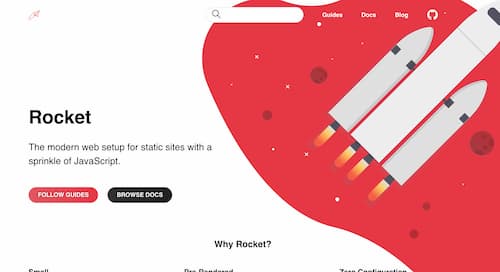 Guides Docs Blog
Rocket
The modern web setup for static sites with a
sprinkle of JavaScript.
FOLLOW GUIDES BROWSE DOCS
Why Rocket?
Small Pre-Rendered Zero Configuration